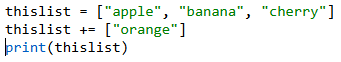 thislist = ["apple", "banana", "cherry"]
thislist += ["orange"]
print(thislist)